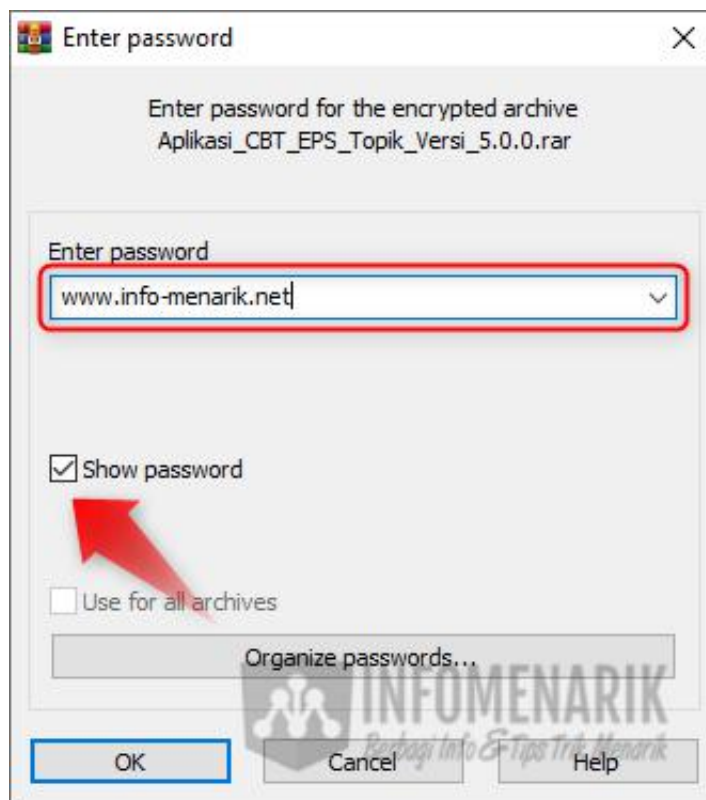 Enter password
Enter password for the encrypted archive
Aplikasi_CBT_EPS_Topik_Versi_5.0.0.rar
Enter password
www.info-menarik.net
Show password
Use for all archives
Organize passwords...
INFOMENARIK
Berbagi Info & Tips Trik Menarik
OK
Cancel
Help